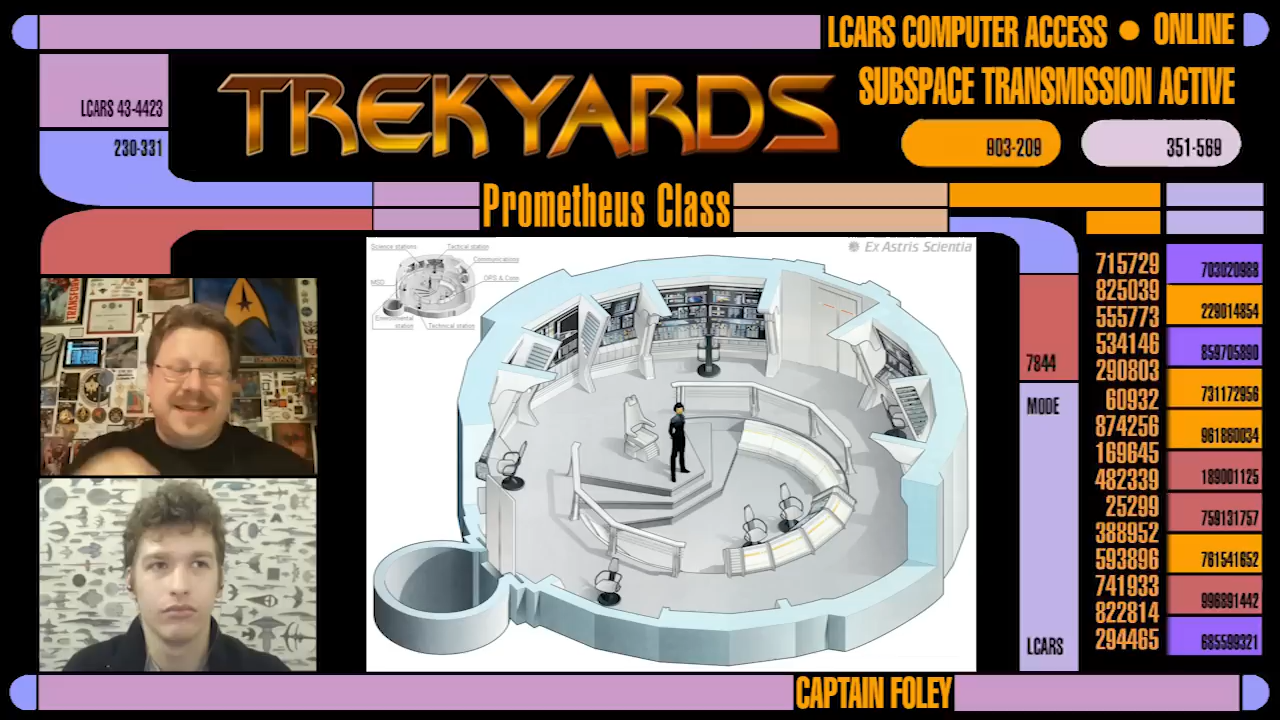 LCARS COMPUTER ACCESS • ONLINE
LCARS 43-4423
TREKYARDS
SUBSPACE TRANSMISSION ACTIVE
230-331
903-209
351-569
Prometheus Class
Science stations
Tactical station
Ex Astris Scientia
Communications
MSD
OPS & Conn
Environmental
station
Technical station
715729
825039
555773
534146
290803
60932
874256
169645
482339
25299
388952
593896
741933
822814
294465
703020988
229014854
859705890
731172956
961860034
189001125
759131757
761541652
996891442
685599321
7844
MODE
LCARS
CAPTAIN FOLEY